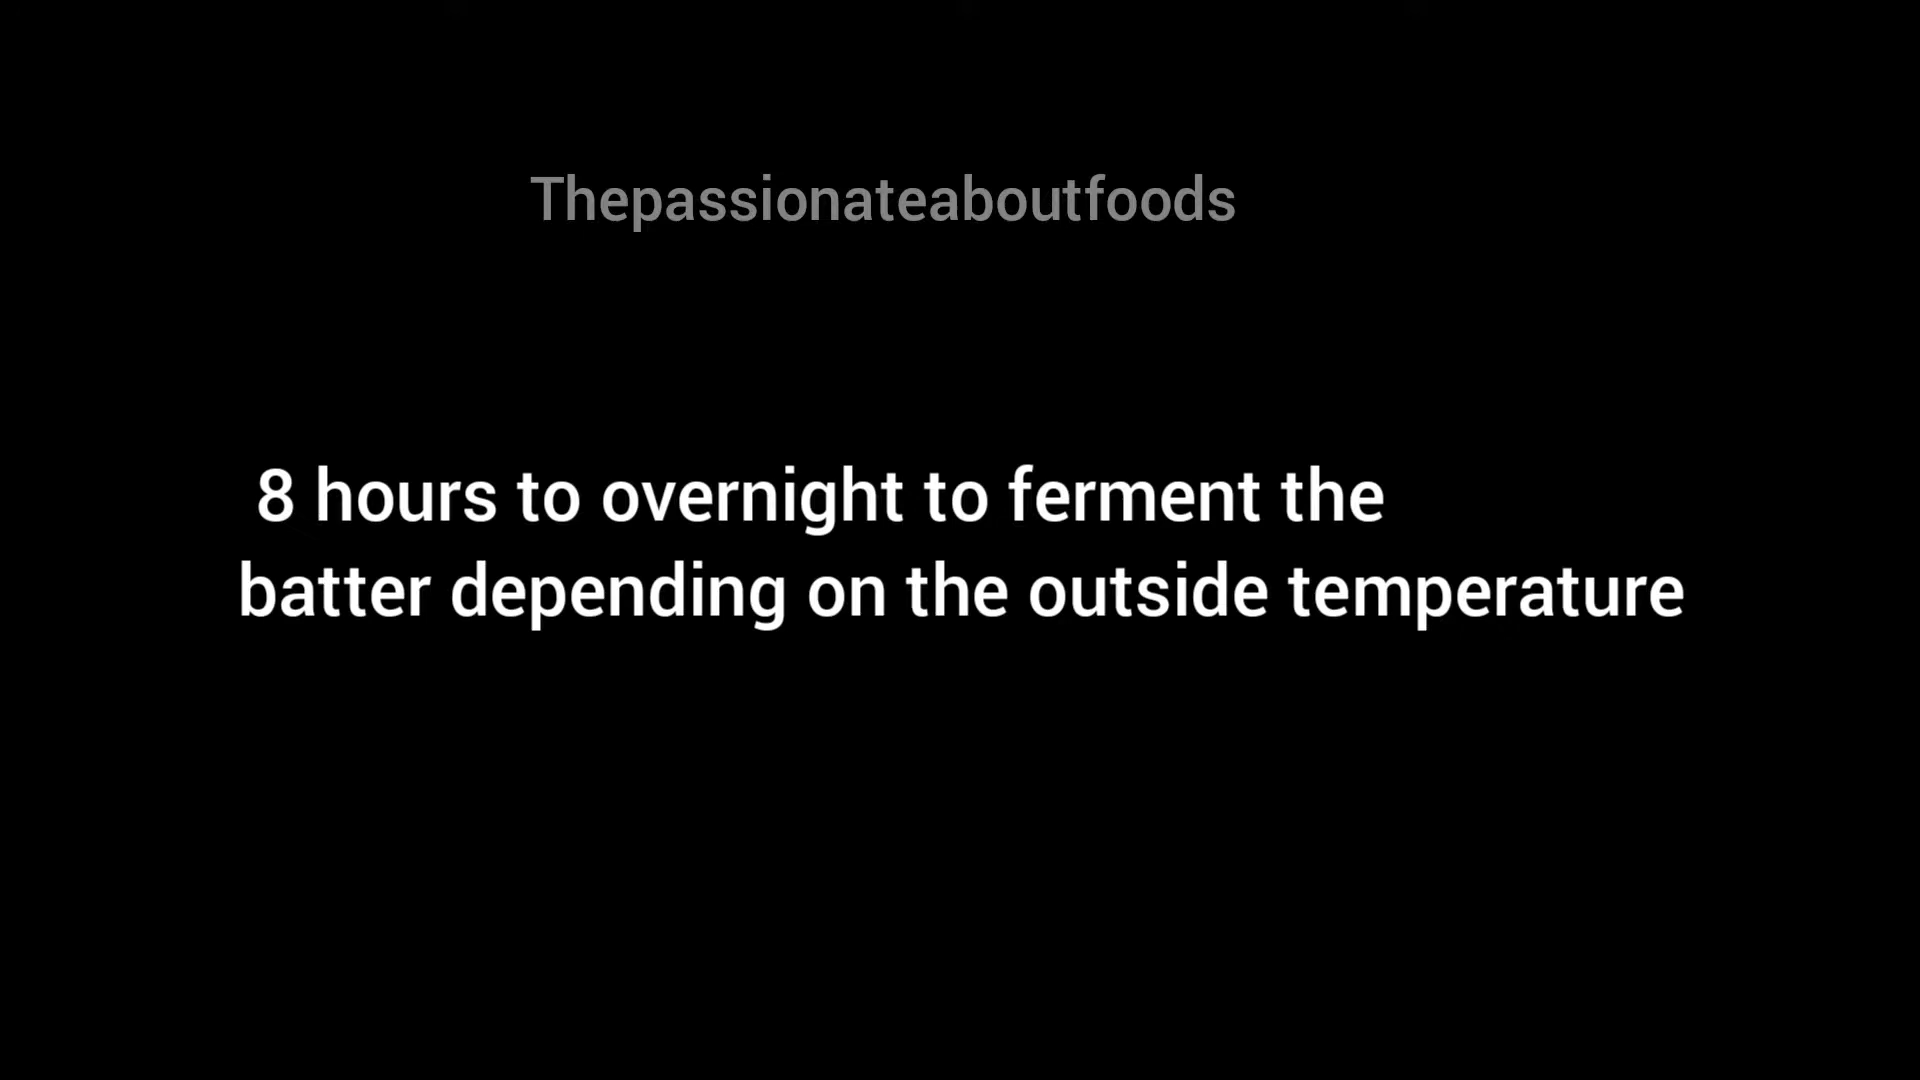 Thepassionateaboutfoods
8 hours to overnight to ferment the
batter depending on the outside temperature